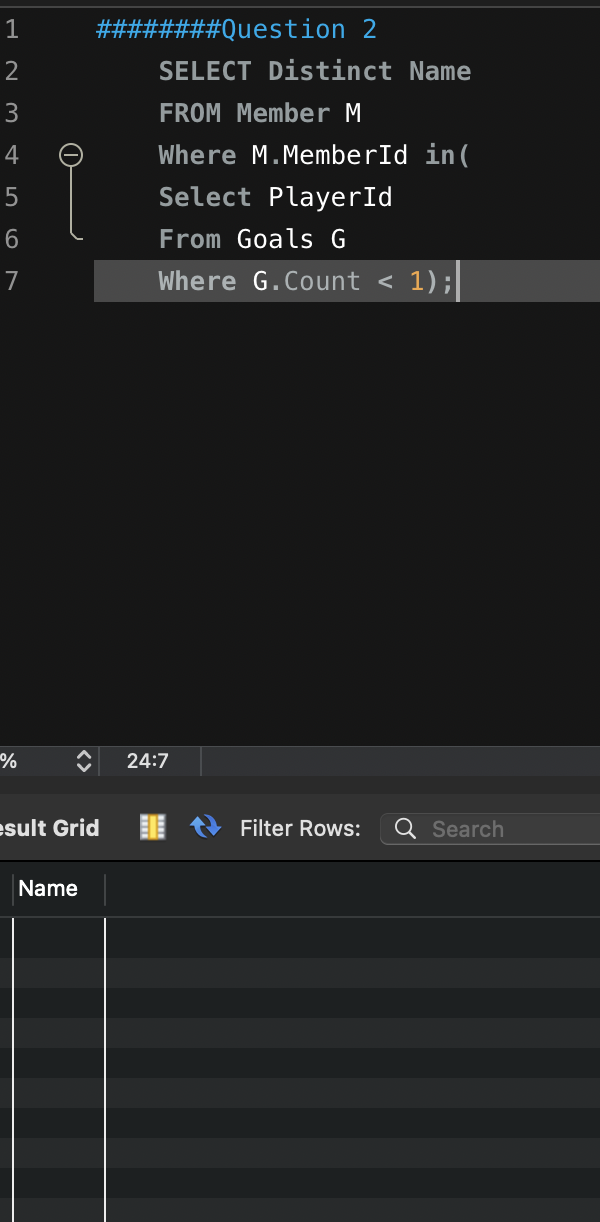 1 ########Question 2
2 SELECT Distinct Name
3 FROM Member M
4 Where M.MemberId in(
5 Select PlayerId
6 From Goals G
7 Where G.Count < 1);
% 24:7
esult Grid Filter Rows: Search
Name